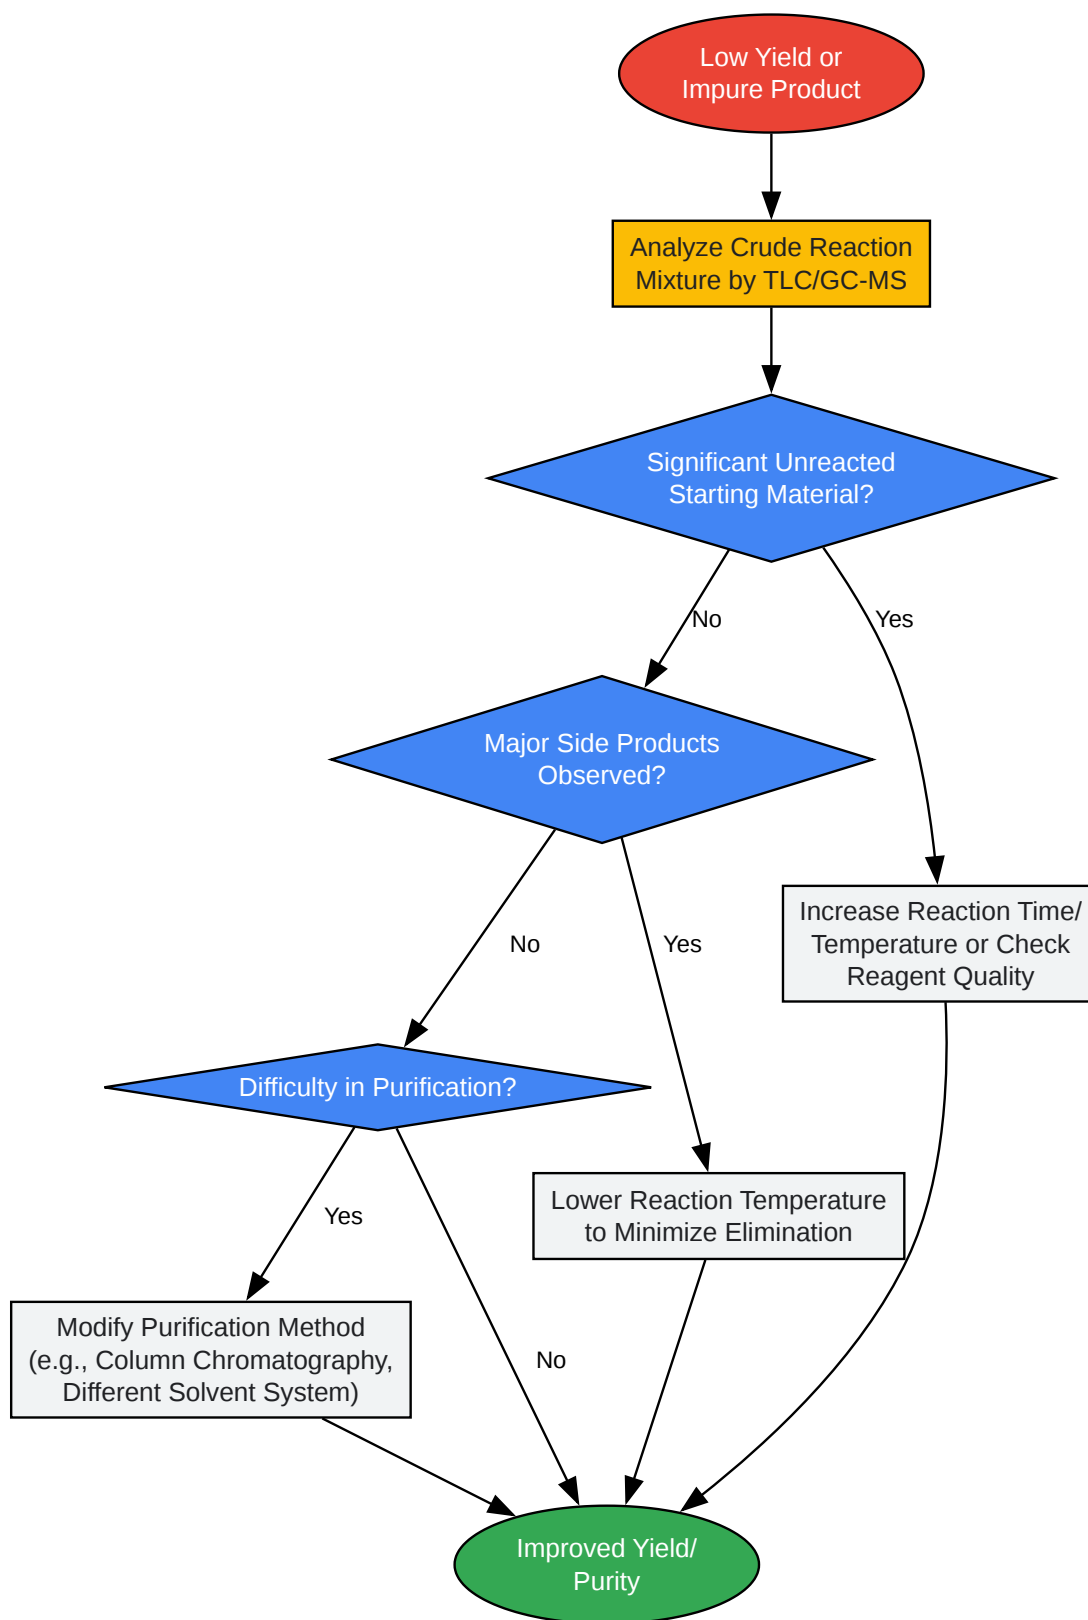 Low Yield or
Impure Product
Analyze Crude Reaction
Mixture by TLC/GC-MS
Significant Unreacted
Starting Material?
No
Yes
Major Side Products
Observed?
No
Yes
Increase Reaction Time/
Temperature or Check
Reagent Quality
Difficulty in Purification?
Yes
No
Lower Reaction Temperature
to Minimize Elimination
Modify Purification Method
(e.g., Column Chromatography,
Different Solvent System)
Improved Yield/
Purity